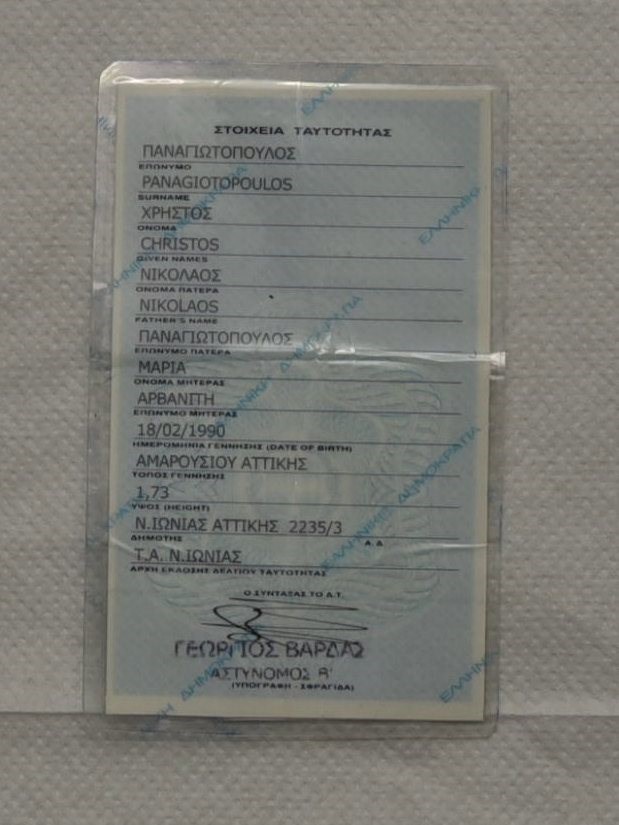 ΣΤΟΙΧΕΙΑ ΤΑΥΤΟΤΗΤΑΣ
ΠΑΝΑΓΙΩΤΟΠΟΥΛΟΣ
ΕΠΩΝΥΜΟ
PANAGIOTOPOULOS
SURNAME
ΧΡΗΣΤΟΣ
ΟΝΟΜΑ
CHRISTOS
GIVEN NAMES
ΝΙΚΟΛΑΟΣ
ΟΝΟΜΑ ΠΑΤΕΡΑ
NIKOLAOS
FATHER'S NAME
ΠΑΝΑΓΙΩΤΟΠΟΥΛΟΣ
ΕΠΩΝΥΜΟ ΠΑΤΕΡΑ
ΜΑΡΙΑ
ΟΝΟΜΑ ΜΗΤΕΡΑΣ
ΑΡΒΑΝΙΤΗ
ΕΠΩΝΥΜΟ ΜΗΤΕΡΑΣ
18/02/1990
ΗΜΕΡΟΜΗΝΙΑ ΓΕΝΝΗΣΗΣ (DATE OF BIRTH)
ΑΜΑΡΟΥΣΙΟΥ ΑΤΤΙΚΗΣ
ΤΟΠΟΣ ΓΕΝΝΗΣΗΣ
1,73
ΥΨΟΣ (HEIGHT)
Ν.ΙΩΝΙΑΣ ΑΤΤΙΚΗΣ 2235/3
ΔΗΜΟΤΗΣ Α.Δ
Τ.Α. Ν.ΙΩΝΙΑΣ
ΑΡΧΗ ΕΚΔΟΣΗΣ ΔΕΛΤΙΟΥ ΤΑΥΤΟΤΗΤΑΣ
Ο ΣΥΝΤΑΞΑΣ ΤΟ Δ.Τ.
ΓΕΩΡΓΙΟΣ ΒΑΡΔΑΣ
ΑΣΤΥΝΟΜΟΣ Β'
(ΥΠΟΓΡΑΦΗ - ΣΦΡΑΓΙΔΑ)
ΕΛΛΗΝΙΚΗ ΔΗΜΟΚΡΑΤΙΑ